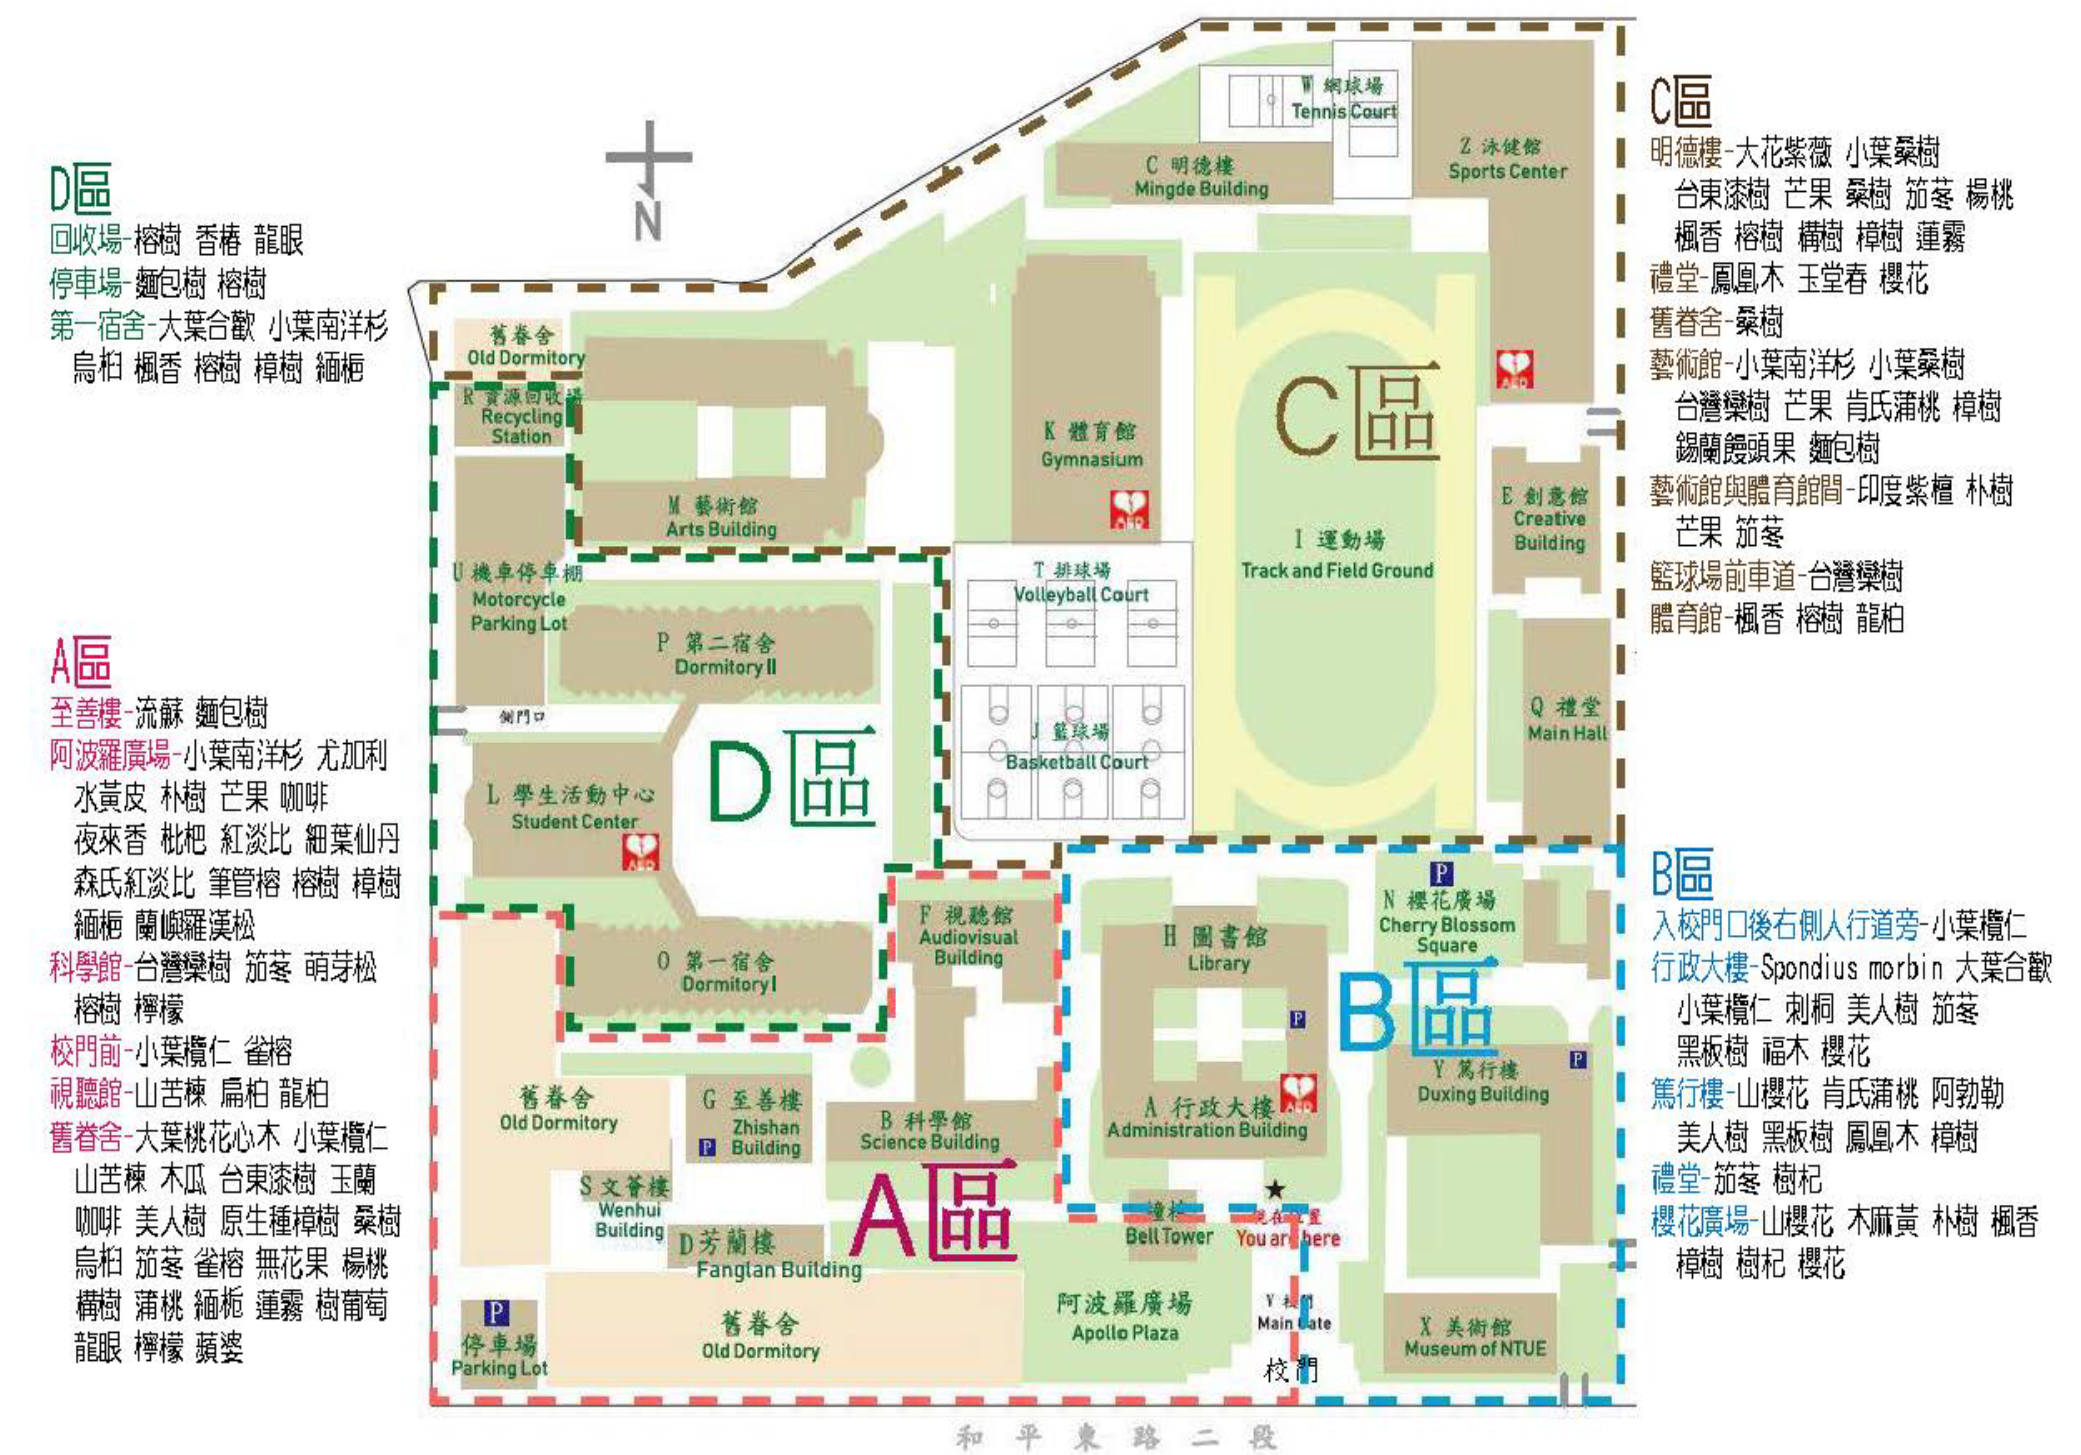 D區
回收場-榕樹 香椿 龍眼
停車場-麵包樹 榕樹
第一宿舍-大葉合歡 小葉南洋杉
烏桕 楓香 榕樹 樟樹 緬梔
A區
至善樓-流蘇 麵包樹
阿波羅廣場-小葉南洋杉 尤加利
水黃皮 朴樹 芒果 咖啡
夜來香 枇杷 紅淡比 細葉仙丹
森氏紅淡比 筆管榕 榕樹 樟樹
緬梔 蘭嶼羅漢松
科學館-台灣欒樹 茄苳 萌芽松
榕樹 檸檬
校門前-小葉欖仁 雀榕
視聽館-山苦楝 扁柏 龍柏
舊眷舍-大葉桃花心木 小葉欖仁
山苦楝 木瓜 台東漆樹 玉蘭
咖啡 美人樹 原生種樟樹 桑樹
烏桕 茄苳 雀榕 無花果 楊桃
構樹 蒲桃 緬梔 蓮霧 樹葡萄
龍眼 檸檬 蘋婆
N
W 網球場
Tennis Court
C 明德樓
Mingde Building
Z 泳健館
Sports Center
舊眷舍
Old Dormitory
R 資源回收場
Recycling
Station
M 藝術館
Arts Building
K 體育館
Gymnasium
AED
C區
AED
I 運動場
Track and Field Ground
E 創意館
Creative
Building
U 機車停車棚
Motorcycle
Parking Lot
P 第二宿舍
Dormitory II
T 排球場
Volleyball Court
側門口
D區
J 籃球場
Basketball Court
Q 禮堂
Main Hall
L 學生活動中心
Student Center
AED
O 第一宿舍
Dormitory I
F 視聽館
Audiovisual
Building
H 圖書館
Library
P
N 櫻花廣場
Cherry Blossom
Square
B區
P
P
舊眷舍
Old Dormitory
G 至善樓
Zhishan
Building
P
B 科學館
Science Building
A 行政大樓
Administration Building
AED
Y 篤行樓
Duxing Building
S 文薈樓
Wenhui
Building
D 芳蘭樓
Fanglan Building
A區
撞校
Bell Tower
現在位置
You are here
P
停車場
Parking Lot
舊眷舍
Old Dormitory
阿波羅廣場
Apollo Plaza
V 校門
Main Gate
校門
X 美術館
Museum of NTUE
和平東路二段
C區
明德樓-大花紫薇 小葉桑樹
台東漆樹 芒果 桑樹 茄苳 楊桃
楓香 榕樹 構樹 樟樹 蓮霧
禮堂-鳳凰木 玉堂春 櫻花
舊眷舍-桑樹
藝術館-小葉南洋杉 小葉桑樹
台灣欒樹 芒果 肯氏蒲桃 樟樹
錫蘭饅頭果 麵包樹
藝術館與體育館間-印度紫檀 朴樹
芒果 茄苳
籃球場前車道-台灣欒樹
體育館-楓香 榕樹 龍柏
B區
入校門口後右側人行道旁-小葉欖仁
行政大樓-Spondius morbin 大葉合歡
小葉欖仁 刺桐 美人樹 茄苳
黑板樹 福木 櫻花
篤行樓-山櫻花 肯氏蒲桃 阿勃勒
美人樹 黑板樹 鳳凰木 樟樹
禮堂-茄苳 樹杞
櫻花廣場-山櫻花 木麻黃 朴樹 楓香
樟樹 樹杞 櫻花